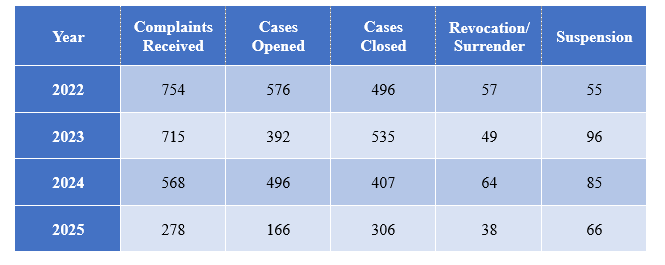 Year Complaints Received Cases Opened Cases Closed Revocation/ Surrender Suspension
2022 754 576 496 57 55
2023 715 392 535 49 96
2024 568 496 407 64 85
2025 278 166 306 38 66